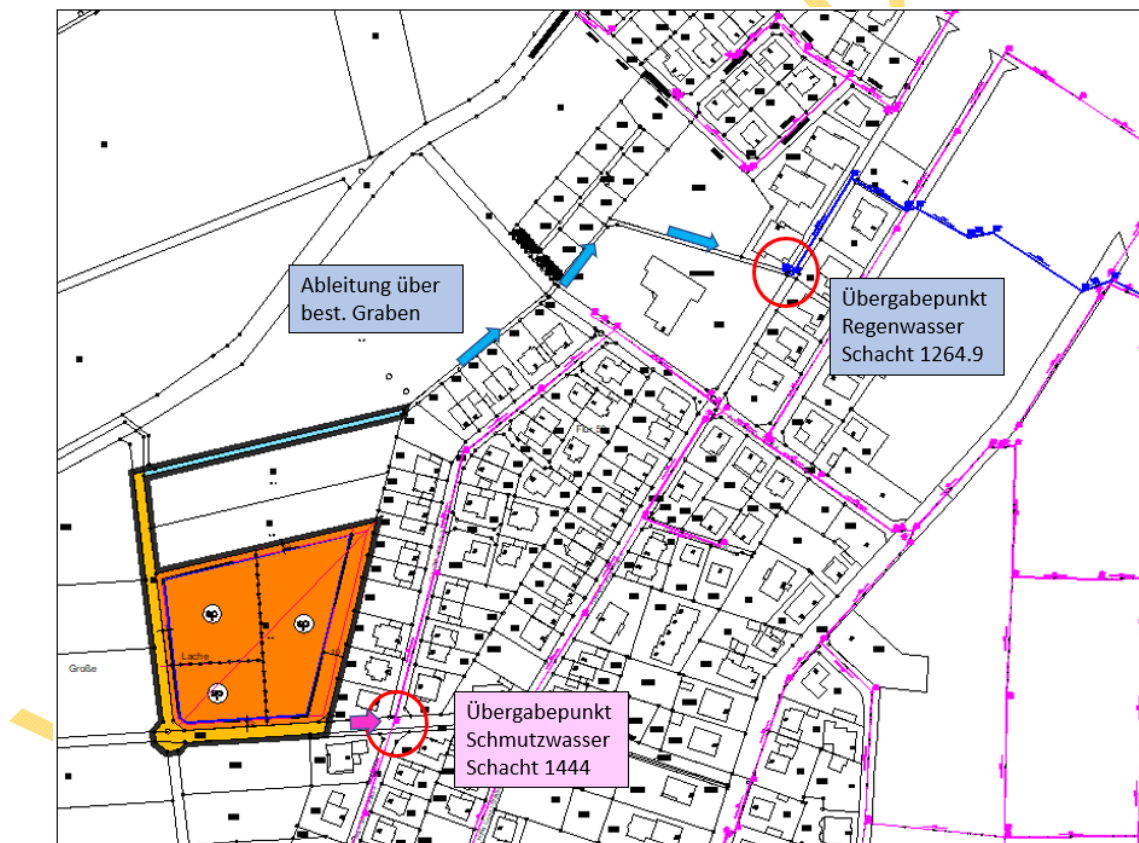 Ableitung über
best. Graben
Übergabepunkt
Regenwasser
Schacht 1264.9
Lache
Große
Übergabepunkt
Schmutzwasser
Schacht 1444